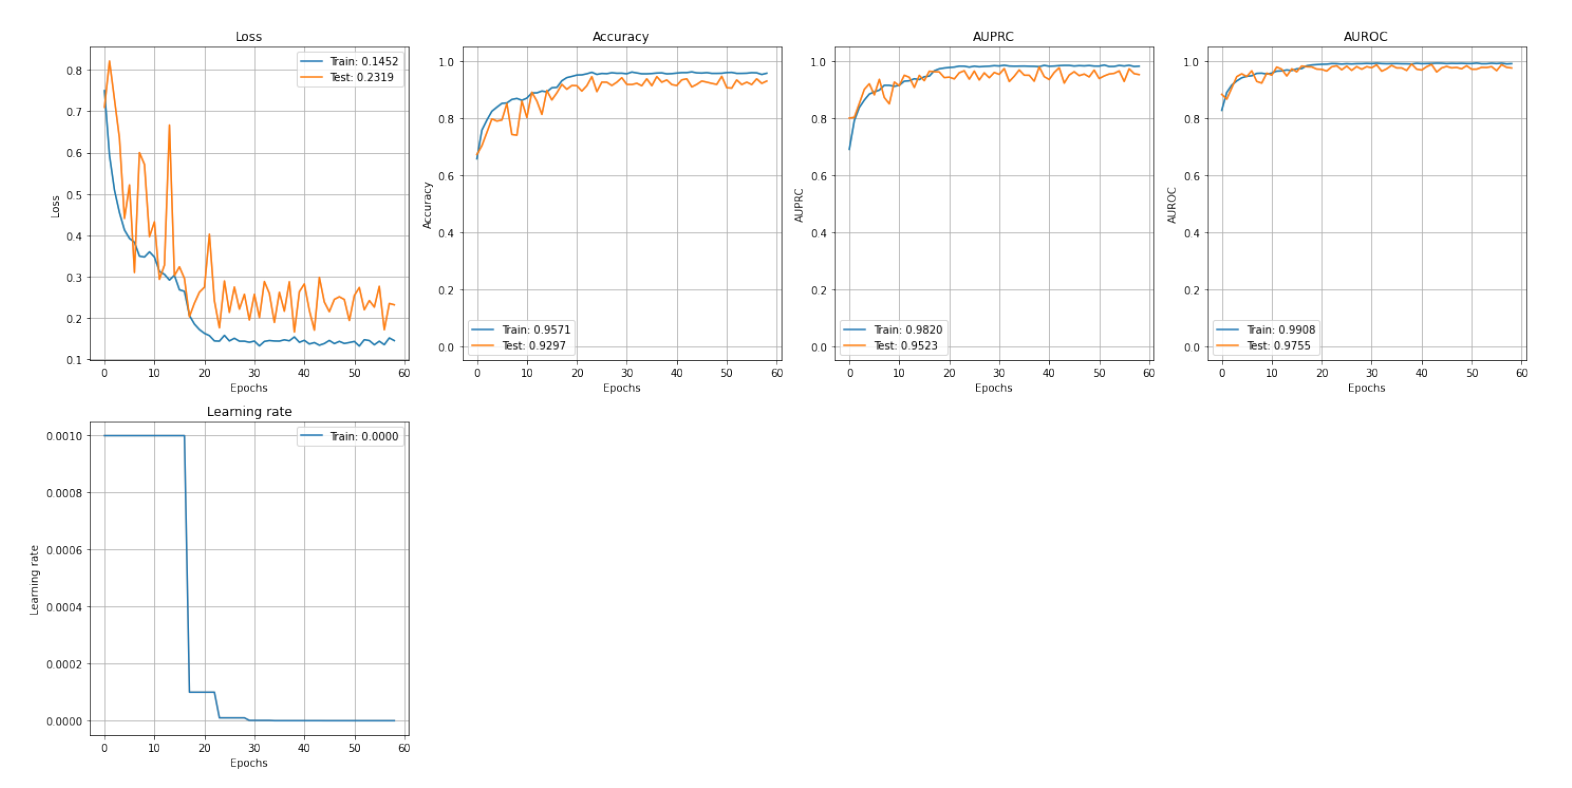 Loss
Train: 0.1452
Test: 0.2319
0.8
0.7
0.6
0.5
0.4
0.3
0.2
0.1
Loss
0 10 20 30 40 50 60
Epochs
Accuracy
1.0
0.8
0.6
0.4
0.2
0.0
Accuracy
Train: 0.9571
Test: 0.9297
0 10 20 30 40 50 60
Epochs
AUPRC
1.0
0.8
0.6
0.4
0.2
0.0
AUPRC
Train: 0.9820
Test: 0.9523
0 10 20 30 40 50 60
Epochs
AUROC
1.0
0.8
0.6
0.4
0.2
0.0
AUROC
Train: 0.9908
Test: 0.9755
0 10 20 30 40 50 60
Epochs
Learning rate
Train: 0.0000
0.0010
0.0008
0.0006
0.0004
0.0002
0.0000
Learning rate
0 10 20 30 40 50 60
Epochs